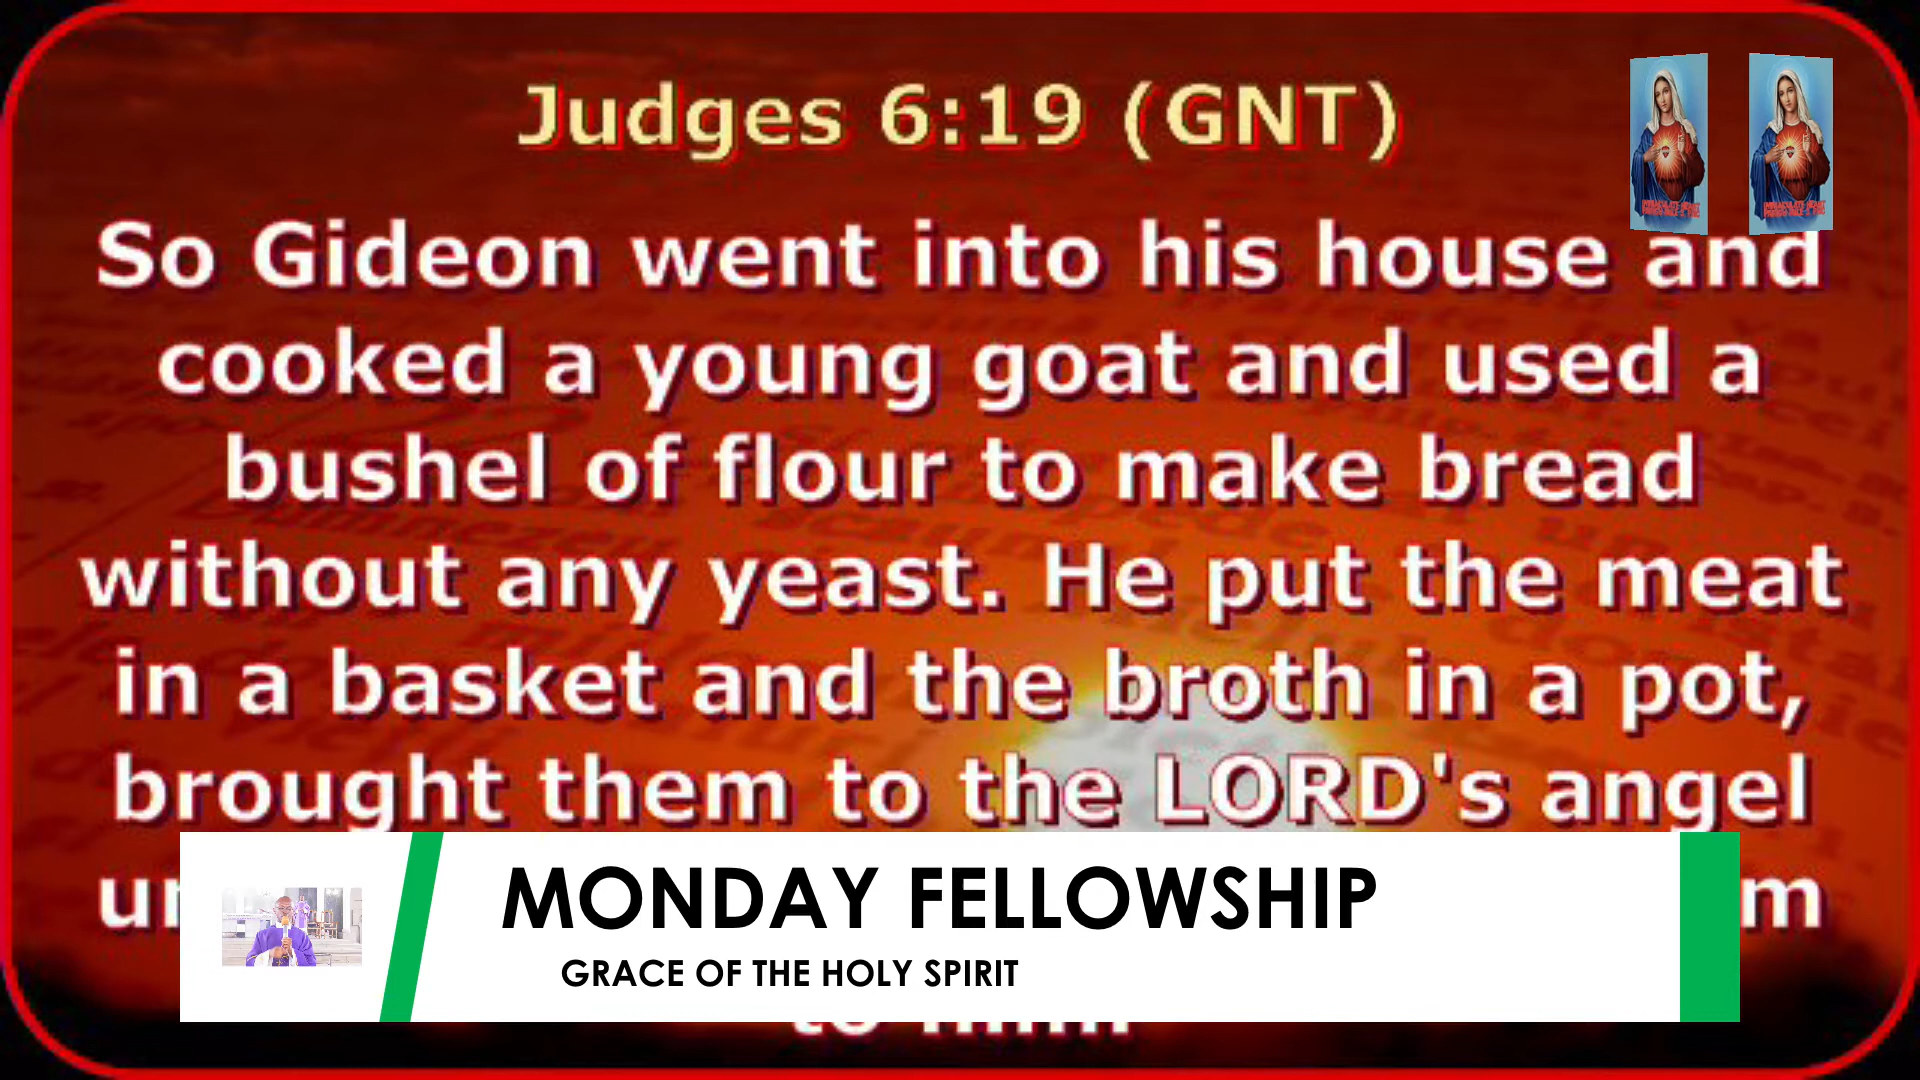 Judges 6:19 (GNT)
So Gideon went into his house and
cooked a young goat and used a
bushel of flour to make bread
without any yeast. He put the meat
in a basket and the broth in a pot,
brought them to the LORD's angel
MONDAY FELLOWSHIP
GRACE OF THE HOLY SPIRIT